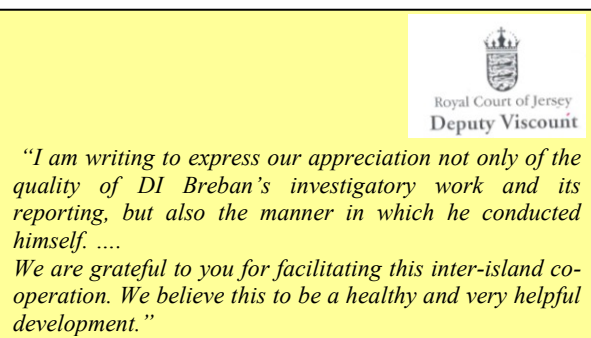 Royal Court of Jersey
Deputy Viscount
“I am writing to express our appreciation not only of the
quality of DI Breban’s investigatory work and its
reporting, but also the manner in which he conducted
himself. ….
We are grateful to you for facilitating this inter-island co-
operation. We believe this to be a healthy and very helpful
development.”